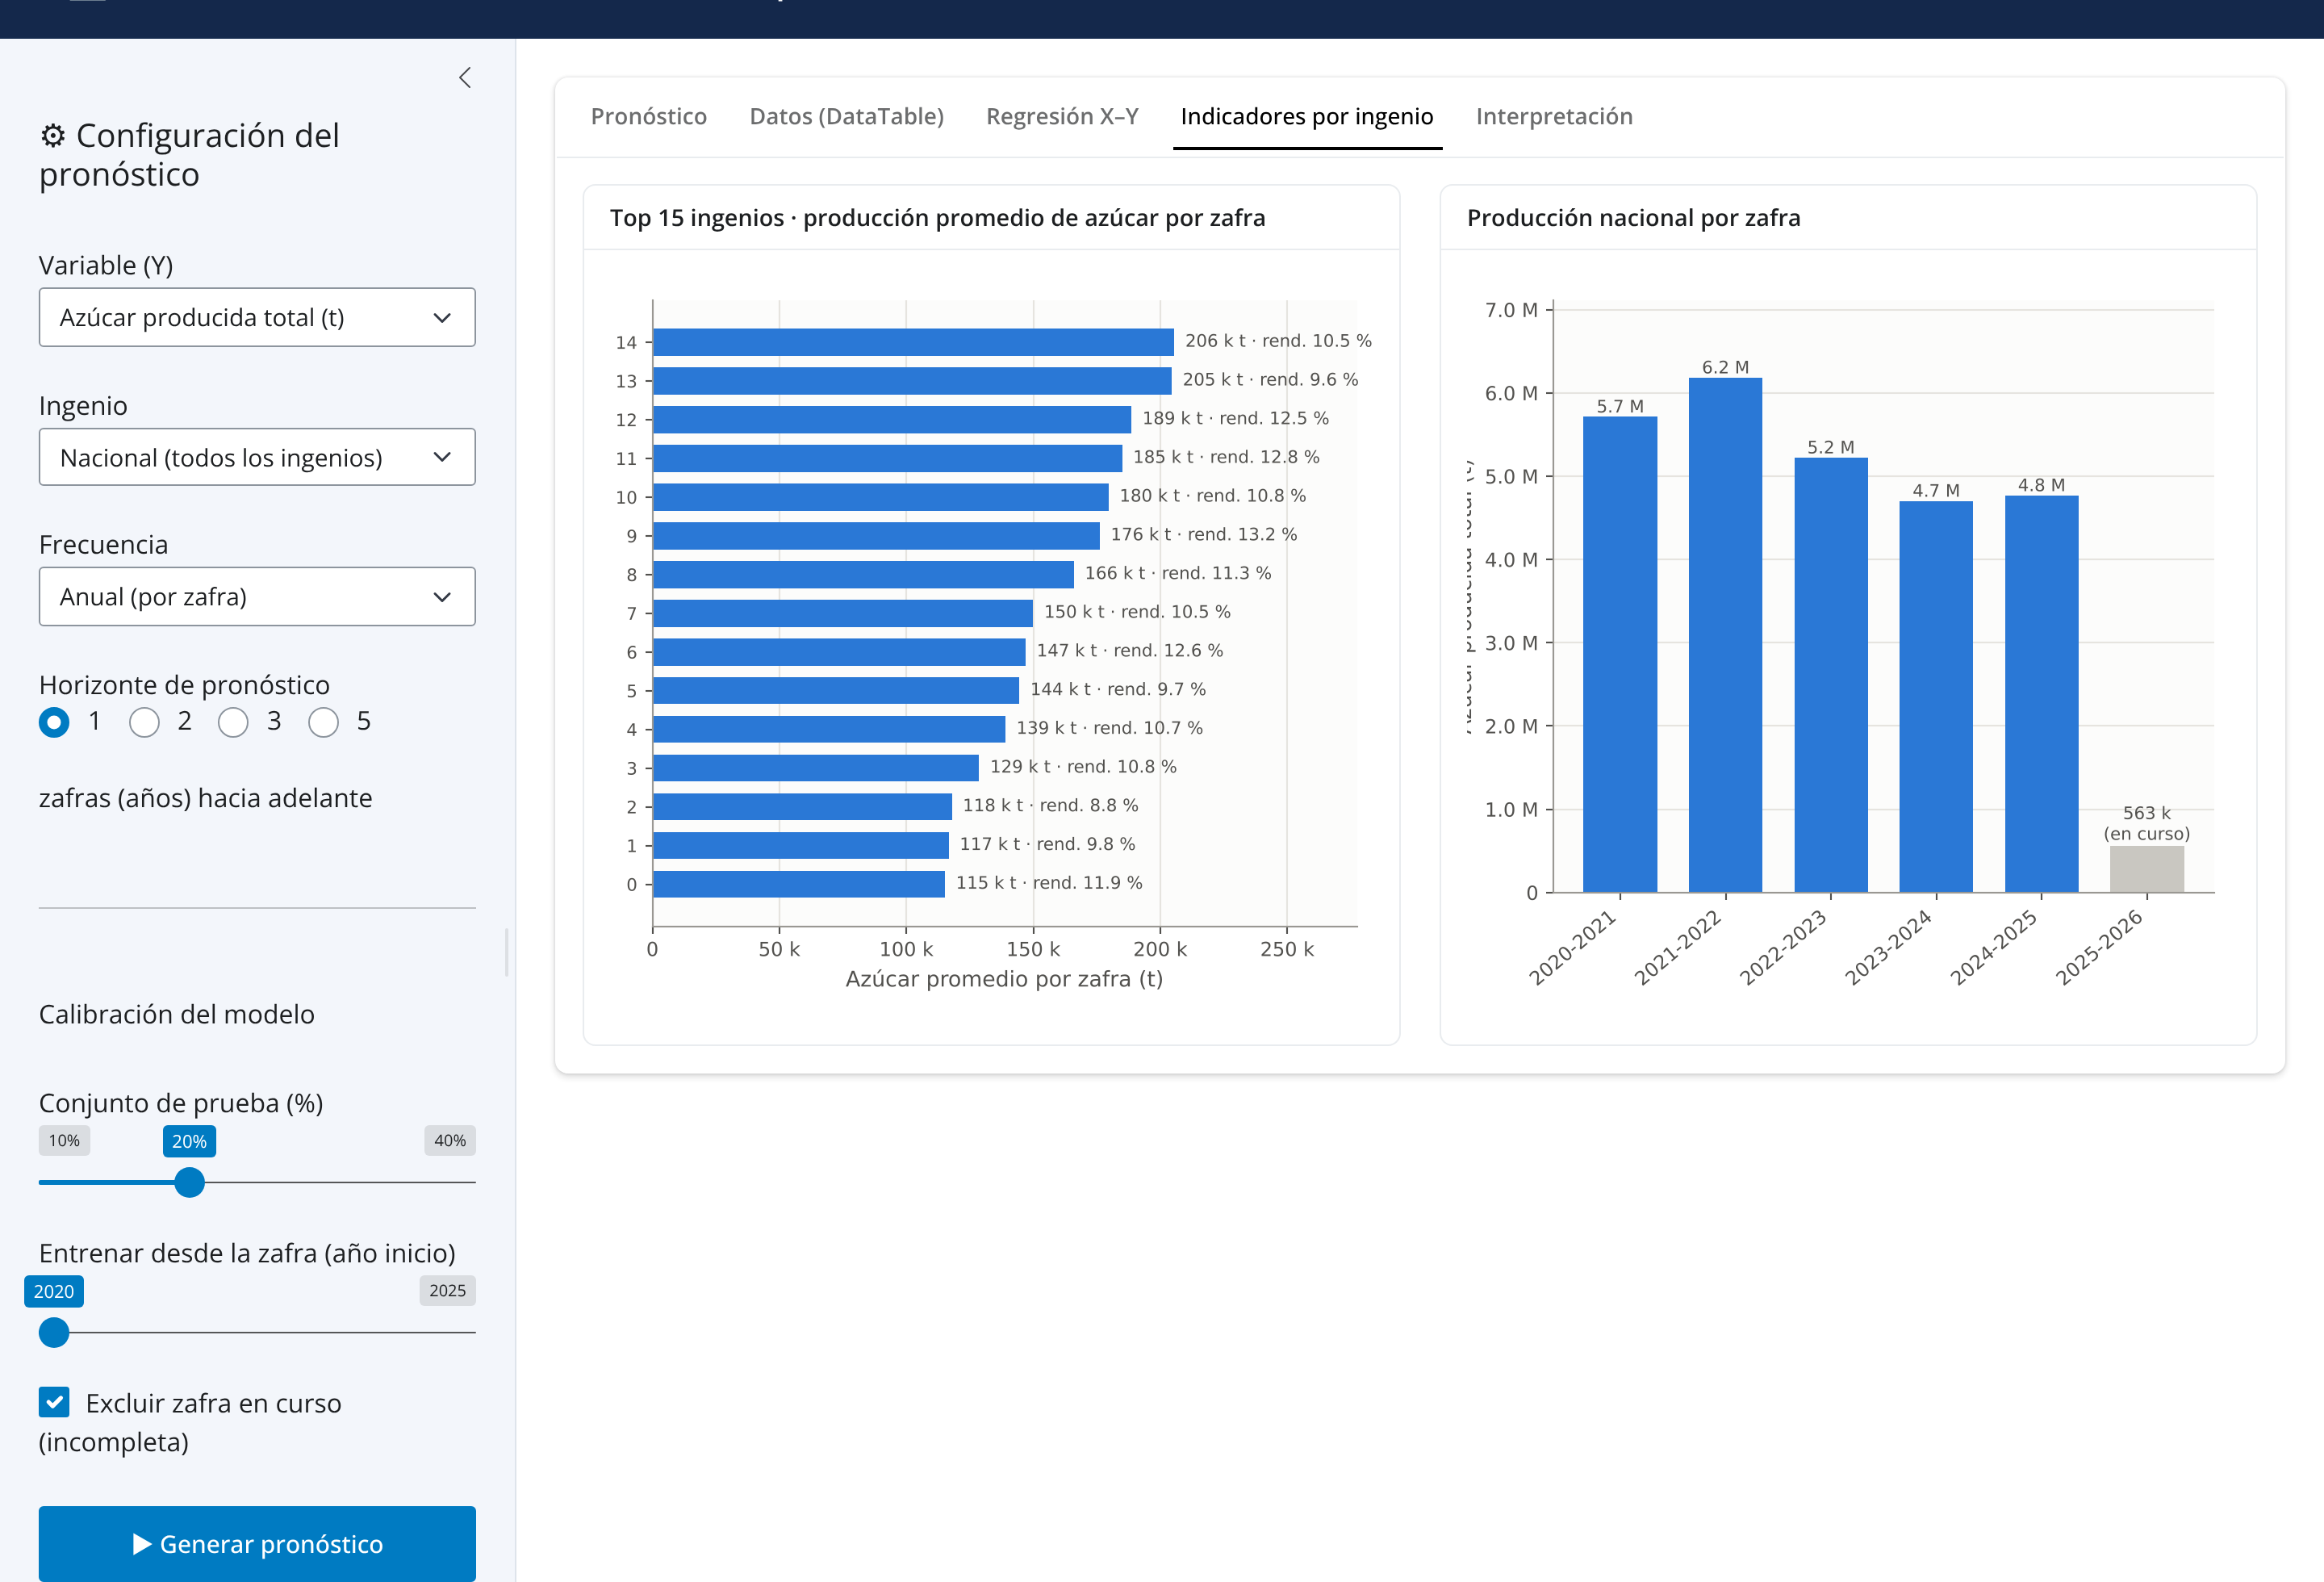 ⚙ Configuración del
pronóstico
Variable (Y)
Azúcar producida total (t)
Ingenio
Nacional (todos los ingenios)
Frecuencia
Anual (por zafra)
Horizonte de pronóstico
1 2 3 5
zafras (años) hacia adelante
Calibración del modelo
Conjunto de prueba (%)
10% 20% 40%
Entrenar desde la zafra (año inicio)
2020 2025
Excluir zafra en curso
(incompleta)
▶ Generar pronóstico
Pronóstico Datos (DataTable) Regresión X–Y Indicadores por ingenio Interpretación
Top 15 ingenios · producción promedio de azúcar por zafra
14 206 k t · rend. 10.5 %
13 205 k t · rend. 9.6 %
12 189 k t · rend. 12.5 %
11 185 k t · rend. 12.8 %
10 180 k t · rend. 10.8 %
9 176 k t · rend. 13.2 %
8 166 k t · rend. 11.3 %
7 150 k t · rend. 10.5 %
6 147 k t · rend. 12.6 %
5 144 k t · rend. 9.7 %
4 139 k t · rend. 10.7 %
3 129 k t · rend. 10.8 %
2 118 k t · rend. 8.8 %
1 117 k t · rend. 9.8 %
0 115 k t · rend. 11.9 %
0 50 k 100 k 150 k 200 k 250 k
Azúcar promedio por zafra (t)
Producción nacional por zafra
7.0 M
6.0 M
5.0 M
4.0 M
3.0 M
2.0 M
1.0 M
0
5.7 M
6.2 M
5.2 M
4.7 M
4.8 M
563 k
(en curso)
2020-2021
2021-2022
2022-2023
2023-2024
2024-2025
2025-2026